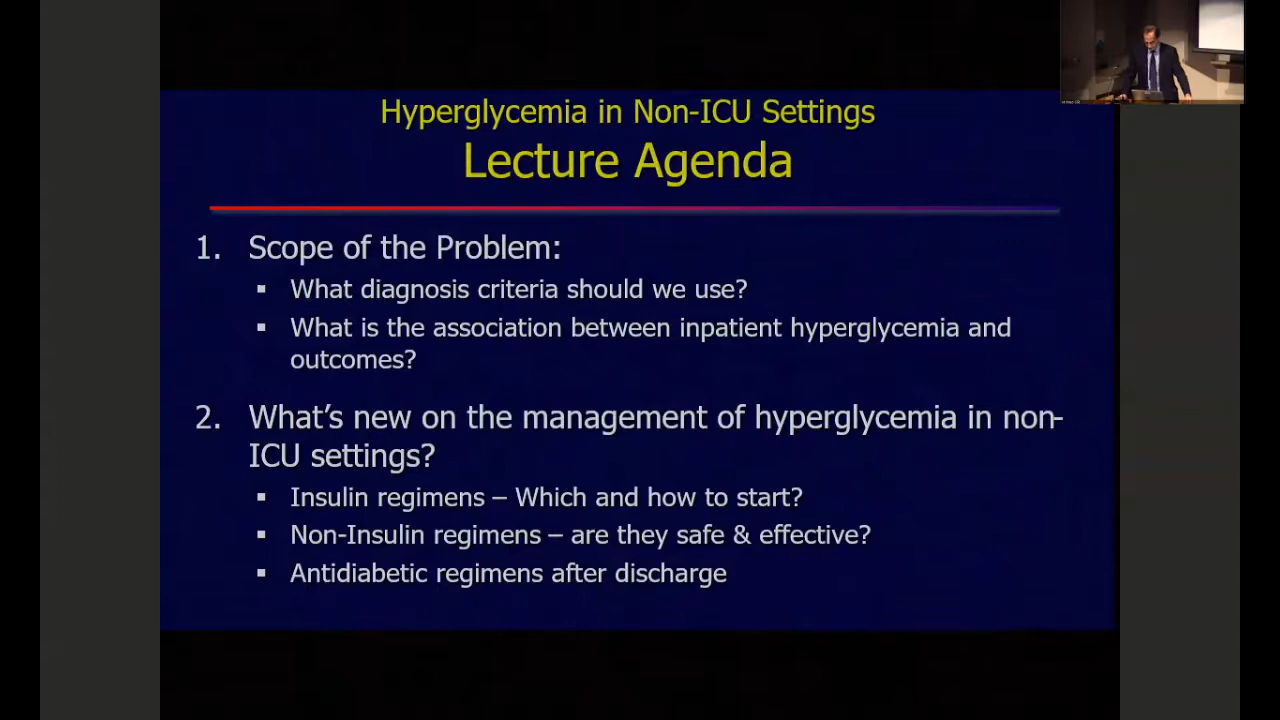 Hyperglycemia in Non-ICU Settings
Lecture Agenda
1. Scope of the Problem:
▪ What diagnosis criteria should we use?
▪ What is the association between inpatient hyperglycemia and
outcomes?
2. What’s new on the management of hyperglycemia in non-
ICU settings?
▪ Insulin regimens – Which and how to start?
▪ Non-Insulin regimens – are they safe & effective?
▪ Antidiabetic regimens after discharge